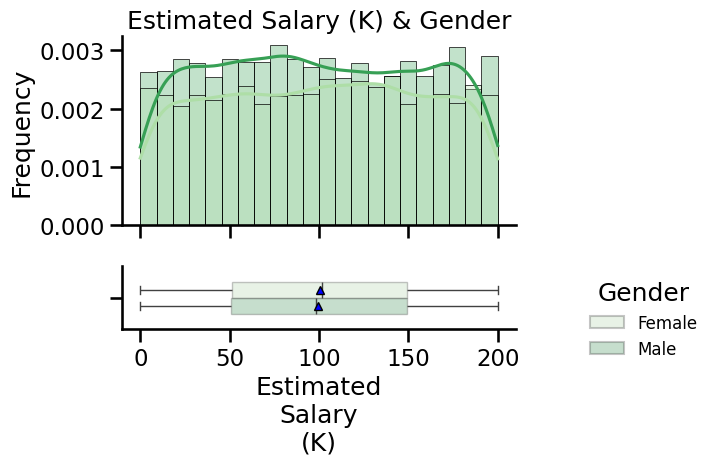 Estimated Salary (K) & Gender
Frequency
0.003
0.002
0.001
0.000
0 50 100 150 200
Estimated
Salary
(K)
Gender
Female
Male